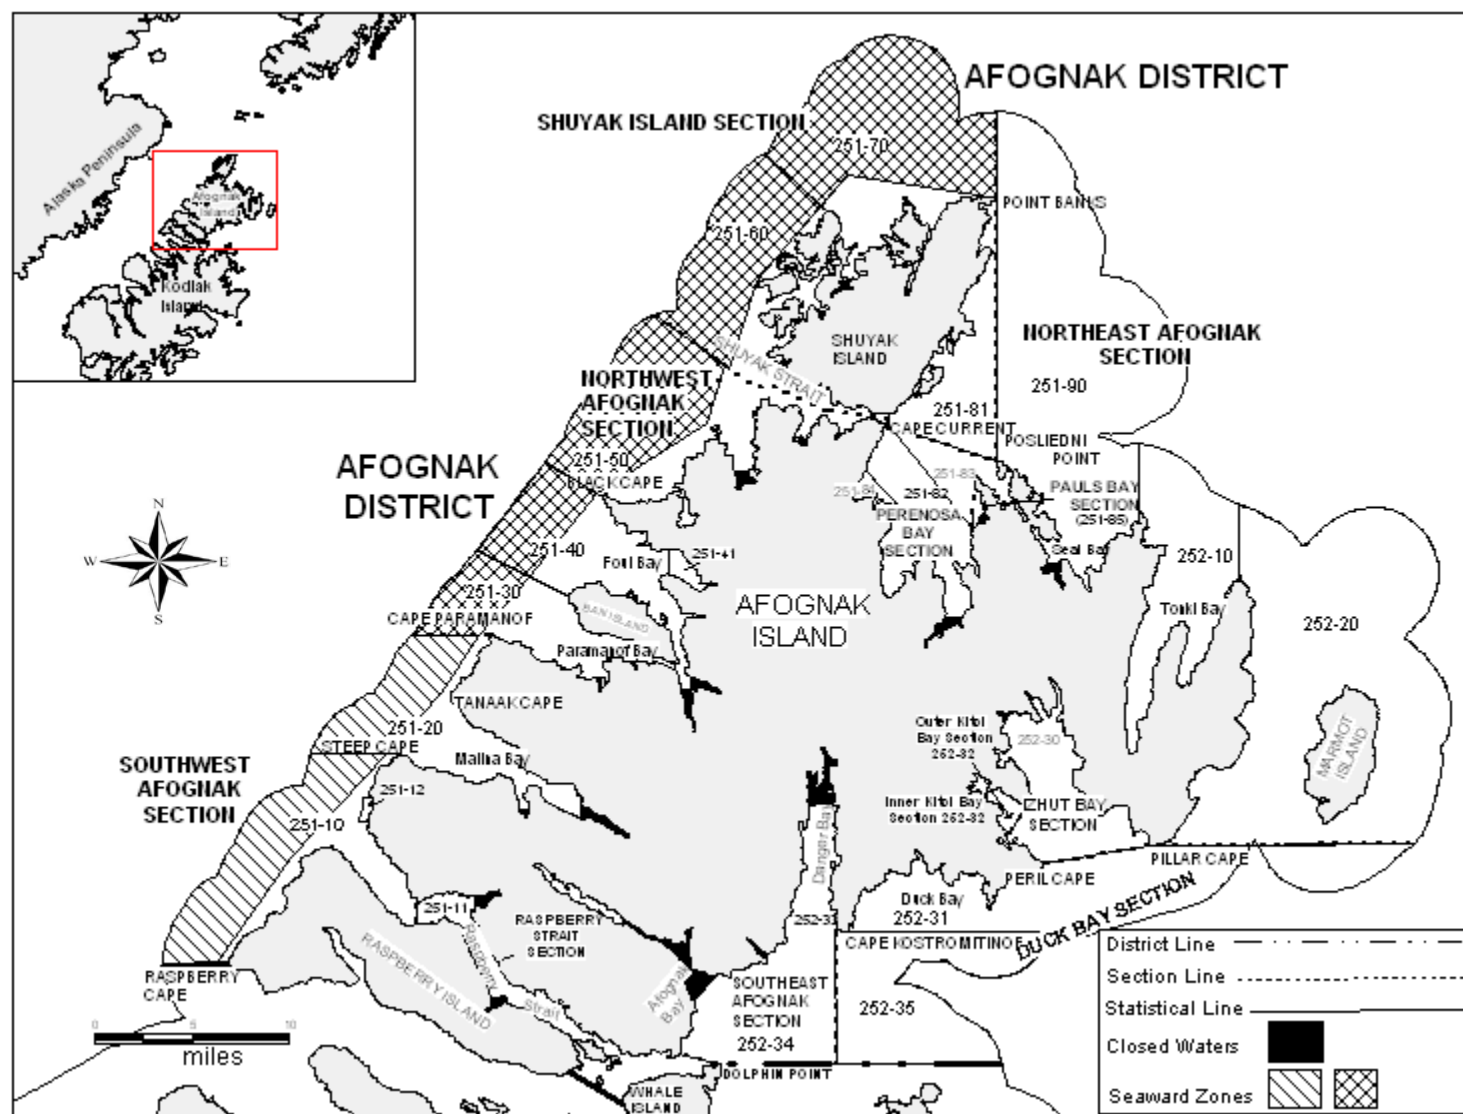 AFOGNAK DISTRICT
SHUYAK ISLAND SECTION
251-70
Alaska Peninsula
Afognak
Island
Kodiak
Island
POINT BANKS
251-60
SHUYAK
ISLAND
SHUYAK STRAIT
NORTHEAST AFOGNAK
SECTION
251-90
NORTHWEST
AFOGNAK
SECTION
251-81
CAPE CURRENT
POSLIEDNI
POINT
AFOGNAK
DISTRICT
251-50
BLACK CAPE
251-84
251-83
251-82
PERENOSA
BAY
SECTION
PAULS BAY
SECTION
(251-85)
Seal Bay
N
W
E
S
251-40
Foul Bay
251-41
252-10
Tonki Bay
252-20
251-30
CAPE PARAMANOF
BAN ISLAND
Paramanof Bay
AFOGNAK
ISLAND
TANAAK CAPE
251-20
STEEP CAPE
Malina Bay
SOUTHWEST
AFOGNAK
SECTION
251-12
251-10
Outer Kitoi
Bay Section
252-32
252-30
MARMOT
ISLAND
Inner Kitoi Bay
Section 252-32
IZHUT BAY
SECTION
Danger Bay
PILLAR CAPE
PERIL CAPE
Duck Bay
252-31
DUCK BAY SECTION
251-11
RASPBERRY
STRAIT
SECTION
Raspberry
Strait
RASPBERRY ISLAND
252-33
CAPE KOSTROMITINOF
RASPBERRY
CAPE
Afognak
Bay
SOUTHEAST
AFOGNAK
SECTION
252-34
252-35
DOLPHIN POINT
WHALE
ISLAND
0 5 10
miles
District Line
Section Line
Statistical Line
Closed Waters
Seaward Zones